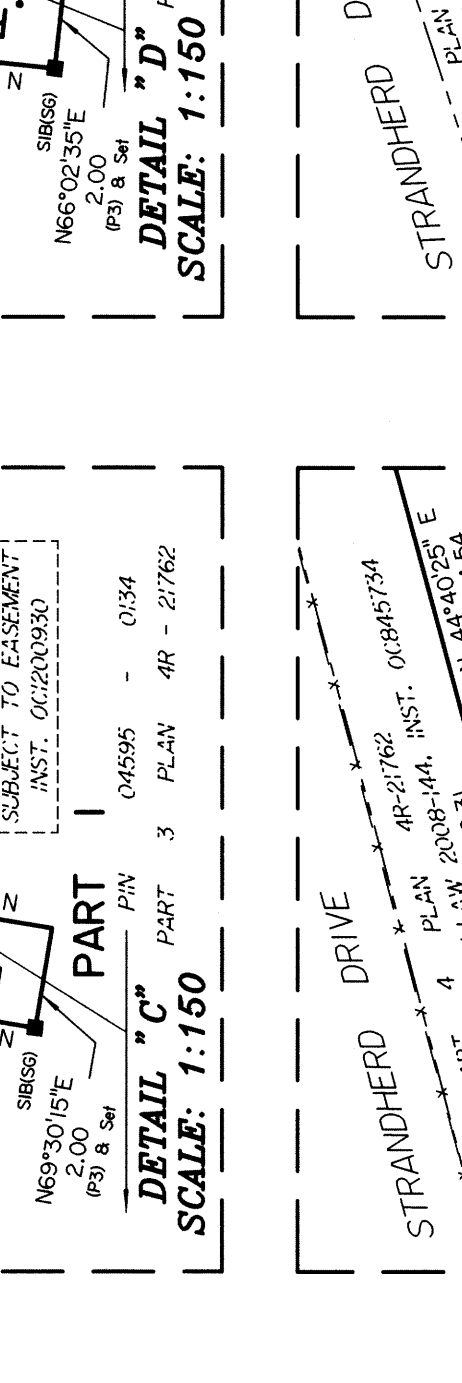 SIB(SG)
N66°02'35"E
2.00
(P3) & Set
DETAIL "D"
SCALE: 1:150
STRANDHERD D
PLAN
SUBJECT TO EASEMENT
INST. OC1200930
N
PART 1
PIN 04595 - 0134
PART 3 PLAN 4R - 21762
N
N
SIB(SG)
N69°30'15"E
2.00
(P3) & Set
DETAIL "C"
SCALE: 1:150
STRANDHERD DRIVE
4 PLAN 4R-21762
2008-144, INST. OC845734
N 44°40'25" E